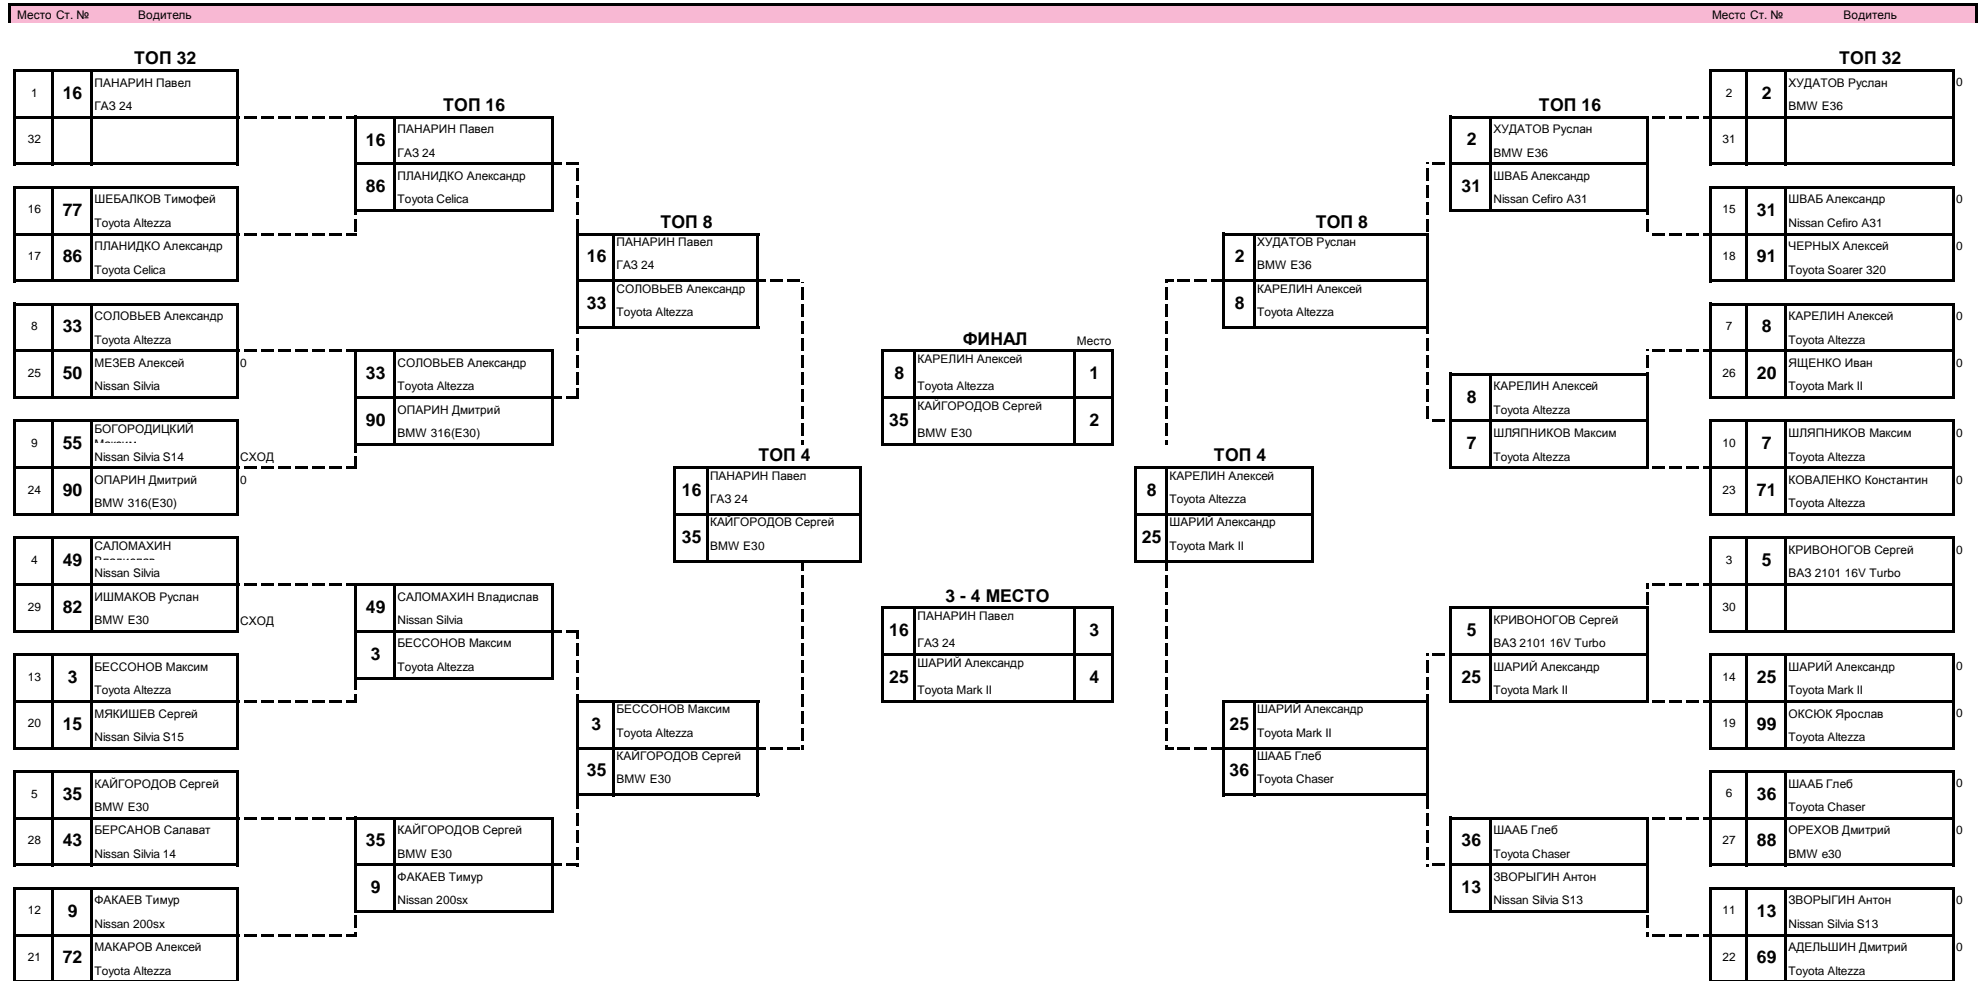 Место Ст. № Водитель
Место Ст. № Водитель
ТОП 32
1 16 ПАНАРИН Павел
ГАЗ 24
32
16 77 ШЕБАЛКОВ Тимофей
Toyota Altezza
17 86 ПЛАНИДКО Александр
Toyota Celica
8 33 СОЛОВЬЕВ Александр
Toyota Altezza
25 50 МЕЗЕВ Алексей 0
Nissan Silvia
9 55 БОГОРОДИЦКИЙ
Nissan Silvia S14 СХОД
24 90 ОПАРИН Дмитрий 0
BMW 316(E30)
4 49 САЛОМАХИН
Nissan Silvia
29 82 ИШМАКОВ Руслан
BMW E30 СХОД
13 3 БЕССОНОВ Максим
Toyota Altezza
20 15 МЯКИШЕВ Сергей
Nissan Silvia S15
5 35 КАЙГОРОДОВ Сергей
BMW E30
28 43 БЕРСАНОВ Салават
Nissan Silvia 14
12 9 ФАКАЕВ Тимур
Nissan 200sx
21 72 МАКАРОВ Алексей
Toyota Altezza
ТОП 16
16 ПАНАРИН Павел
ГАЗ 24
86 ПЛАНИДКО Александр
Toyota Celica
33 СОЛОВЬЕВ Александр
Toyota Altezza
90 ОПАРИН Дмитрий
BMW 316(E30)
49 САЛОМАХИН Владислав
Nissan Silvia
3 БЕССОНОВ Максим
Toyota Altezza
35 КАЙГОРОДОВ Сергей
BMW E30
9 ФАКАЕВ Тимур
Nissan 200sx
ТОП 8
16 ПАНАРИН Павел
ГАЗ 24
33 СОЛОВЬЕВ Александр
Toyota Altezza
3 БЕССОНОВ Максим
Toyota Altezza
35 КАЙГОРОДОВ Сергей
BMW E30
ТОП 4
16 ПАНАРИН Павел
ГАЗ 24
35 КАЙГОРОДОВ Сергей
BMW E30
ФИНАЛ Место
8 КАРЕЛИН Алексей 1
Toyota Altezza
35 КАЙГОРОДОВ Сергей 2
BMW E30
3 - 4 МЕСТО
16 ПАНАРИН Павел 3
ГАЗ 24
25 ШАРИЙ Александр 4
Toyota Mark II
ТОП 4
8 КАРЕЛИН Алексей
Toyota Altezza
25 ШАРИЙ Александр
Toyota Mark II
ТОП 8
2 ХУДАТОВ Руслан
BMW E36
8 КАРЕЛИН Алексей
Toyota Altezza
25 ШАРИЙ Александр
Toyota Mark II
36 ШААБ Глеб
Toyota Chaser
ТОП 16
2 ХУДАТОВ Руслан
BMW E36
31 ШВАБ Александр
Nissan Cefiro A31
8 КАРЕЛИН Алексей
Toyota Altezza
7 ШЛЯПНИКОВ Максим
Toyota Altezza
5 КРИВОНОГОВ Сергей
ВАЗ 2101 16V Turbo
25 ШАРИЙ Александр
Toyota Mark II
36 ШААБ Глеб
Toyota Chaser
13 ЗВОРЫГИН Антон
Nissan Silvia S13
ТОП 32
2 2 ХУДАТОВ Руслан 0
BMW E36
31
15 31 ШВАБ Александр 0
Nissan Cefiro A31
18 91 ЧЕРНЫХ Алексей 0
Toyota Soarer 320
7 8 КАРЕЛИН Алексей 0
Toyota Altezza
26 20 ЯЩЕНКО Иван 0
Toyota Mark II
10 7 ШЛЯПНИКОВ Максим 0
Toyota Altezza
23 71 КОВАЛЕНКО Константин 0
Toyota Altezza
3 5 КРИВОНОГОВ Сергей 0
ВАЗ 2101 16V Turbo
30
14 25 ШАРИЙ Александр 0
Toyota Mark II
19 99 ОКСЮК Ярослав 0
Toyota Altezza
6 36 ШААБ Глеб 0
Toyota Chaser
27 88 ОРЕХОВ Дмитрий 0
BMW e30
11 13 ЗВОРЫГИН Антон 0
Nissan Silvia S13
22 69 АДЕЛЬШИН Дмитрий 0
Toyota Altezza